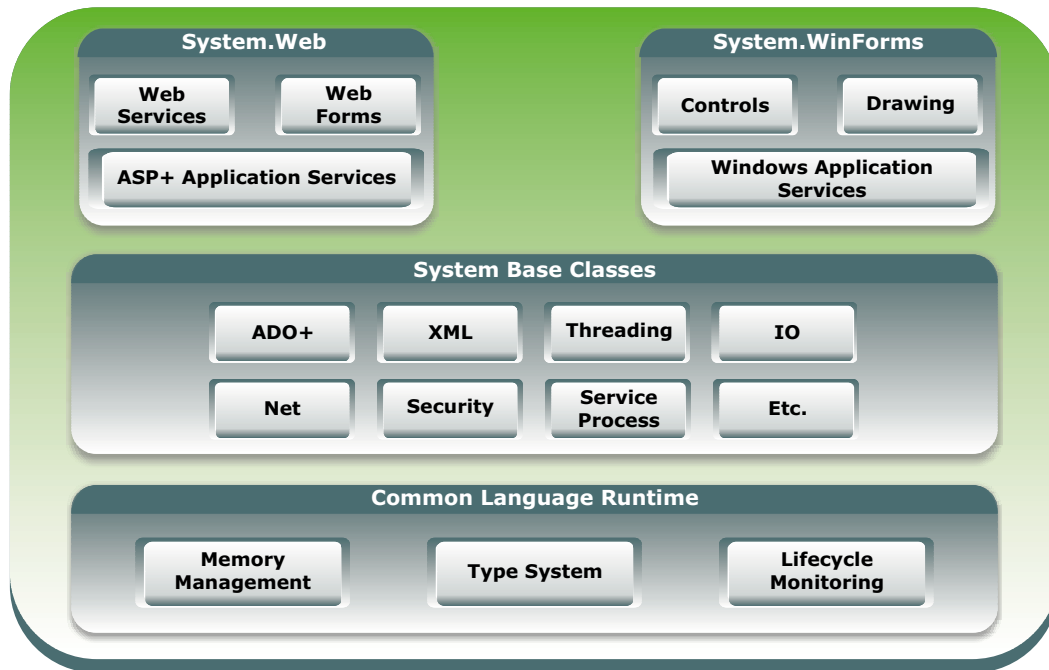 System.Web
Web
Services
Web
Forms
ASP+ Application Services
System.WinForms
Controls
Drawing
Windows Application
Services
System Base Classes
ADO+
XML
Threading
IO
Net
Security
Service
Process
Etc.
Common Language Runtime
Memory
Management
Type System
Lifecycle
Monitoring